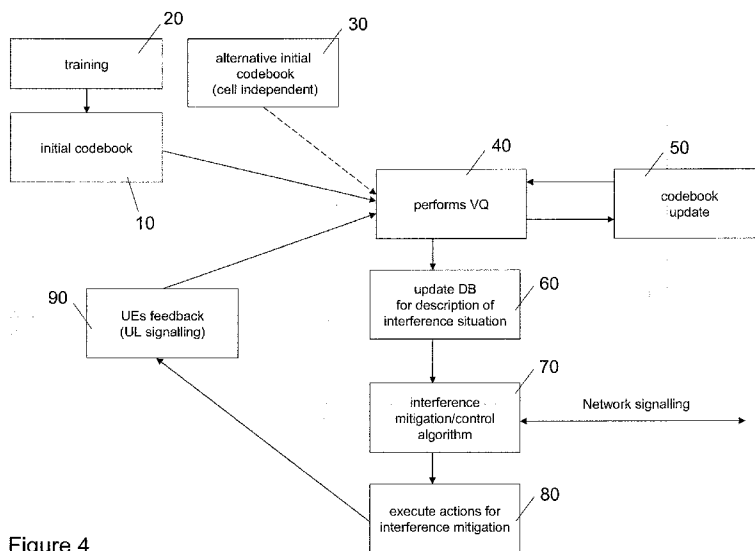 20
30
training
alternative initial
codebook
(cell independent)
initial codebook
10
40
50
performs VQ
codebook
update
90
UEs feedback
(UL signalling)
60
update DB
for description of
interference situation
70
interference
mitigation/control
algorithm
Network signalling
80
execute actions for
interference mitigation
Figure 4